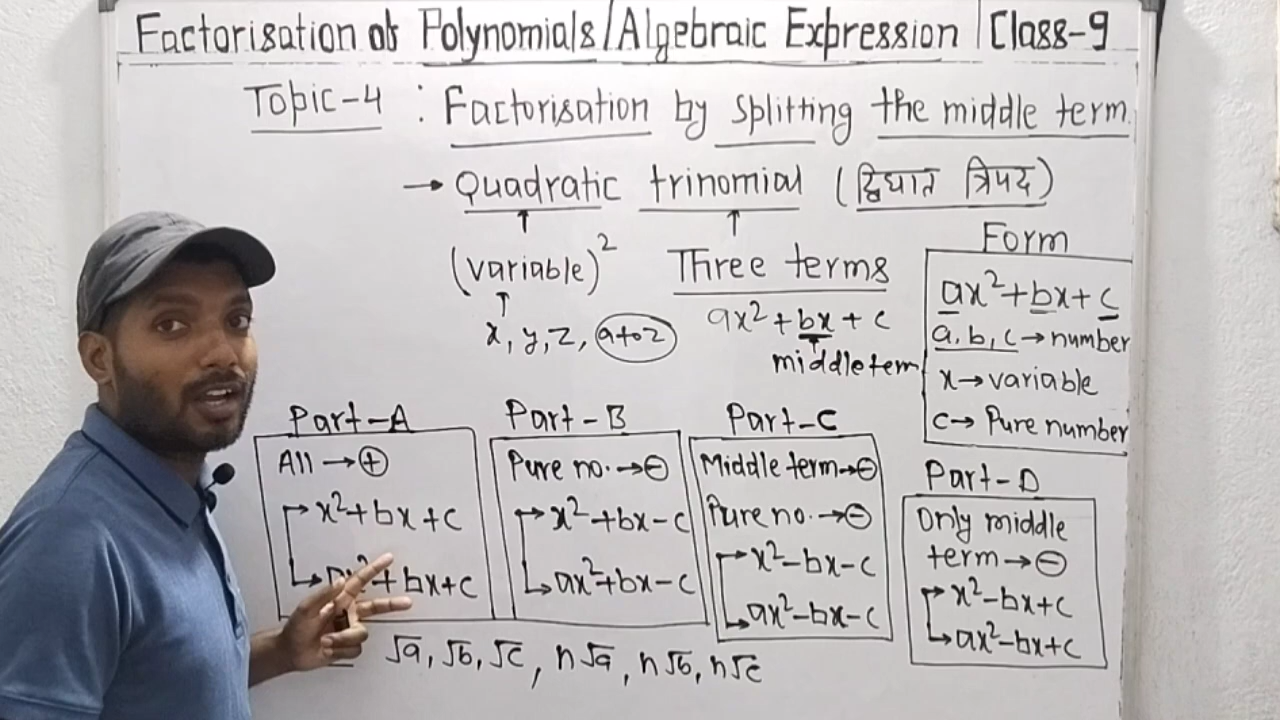 Factorisation of Polynomials/Algebraic Expression | Class-9
Topic-4 : Factorisation by splitting the middle term.
→ Quadratic trinomial (द्विघात त्रिपद)
(variable)²
x, y, z, a to z
Three terms
ax²+bx+c
middle term
Form
ax²+bx+c
a, b, c → number
x → variable
c → Pure number
Part-A
All → ⊕
x²+bx+c
ax²+bx+c
Part-B
Pure no. → ⊖
x²+bx-c
ax²+bx-c
Part-C
Middle term → ⊖
Pure no. → ⊖
x²-bx-c
ax²-bx-c
Part-D
Only middle
term → ⊖
x²-bx+c
ax²-bx+c
√a, √b, √c, n√a, n√b, n√c